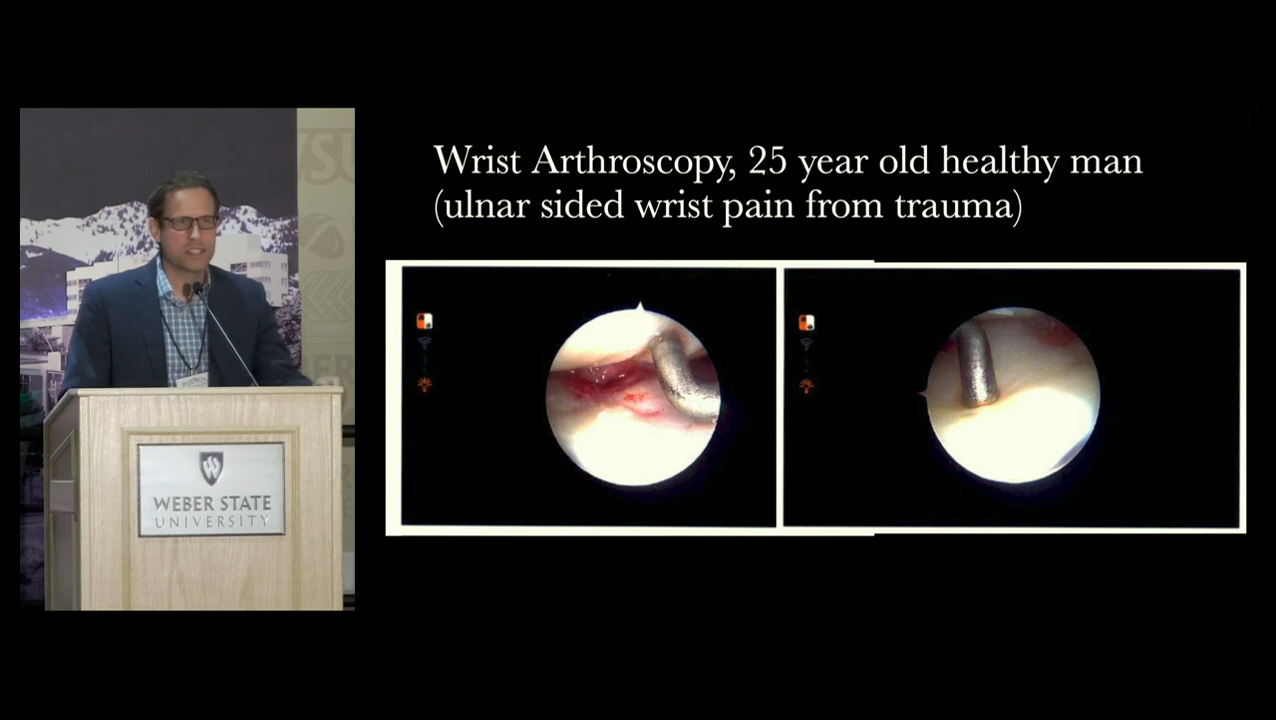 Wrist Arthroscopy, 25 year old healthy man
(ulnar sided wrist pain from trauma)
W
WEBER STATE
UNIVERSITY